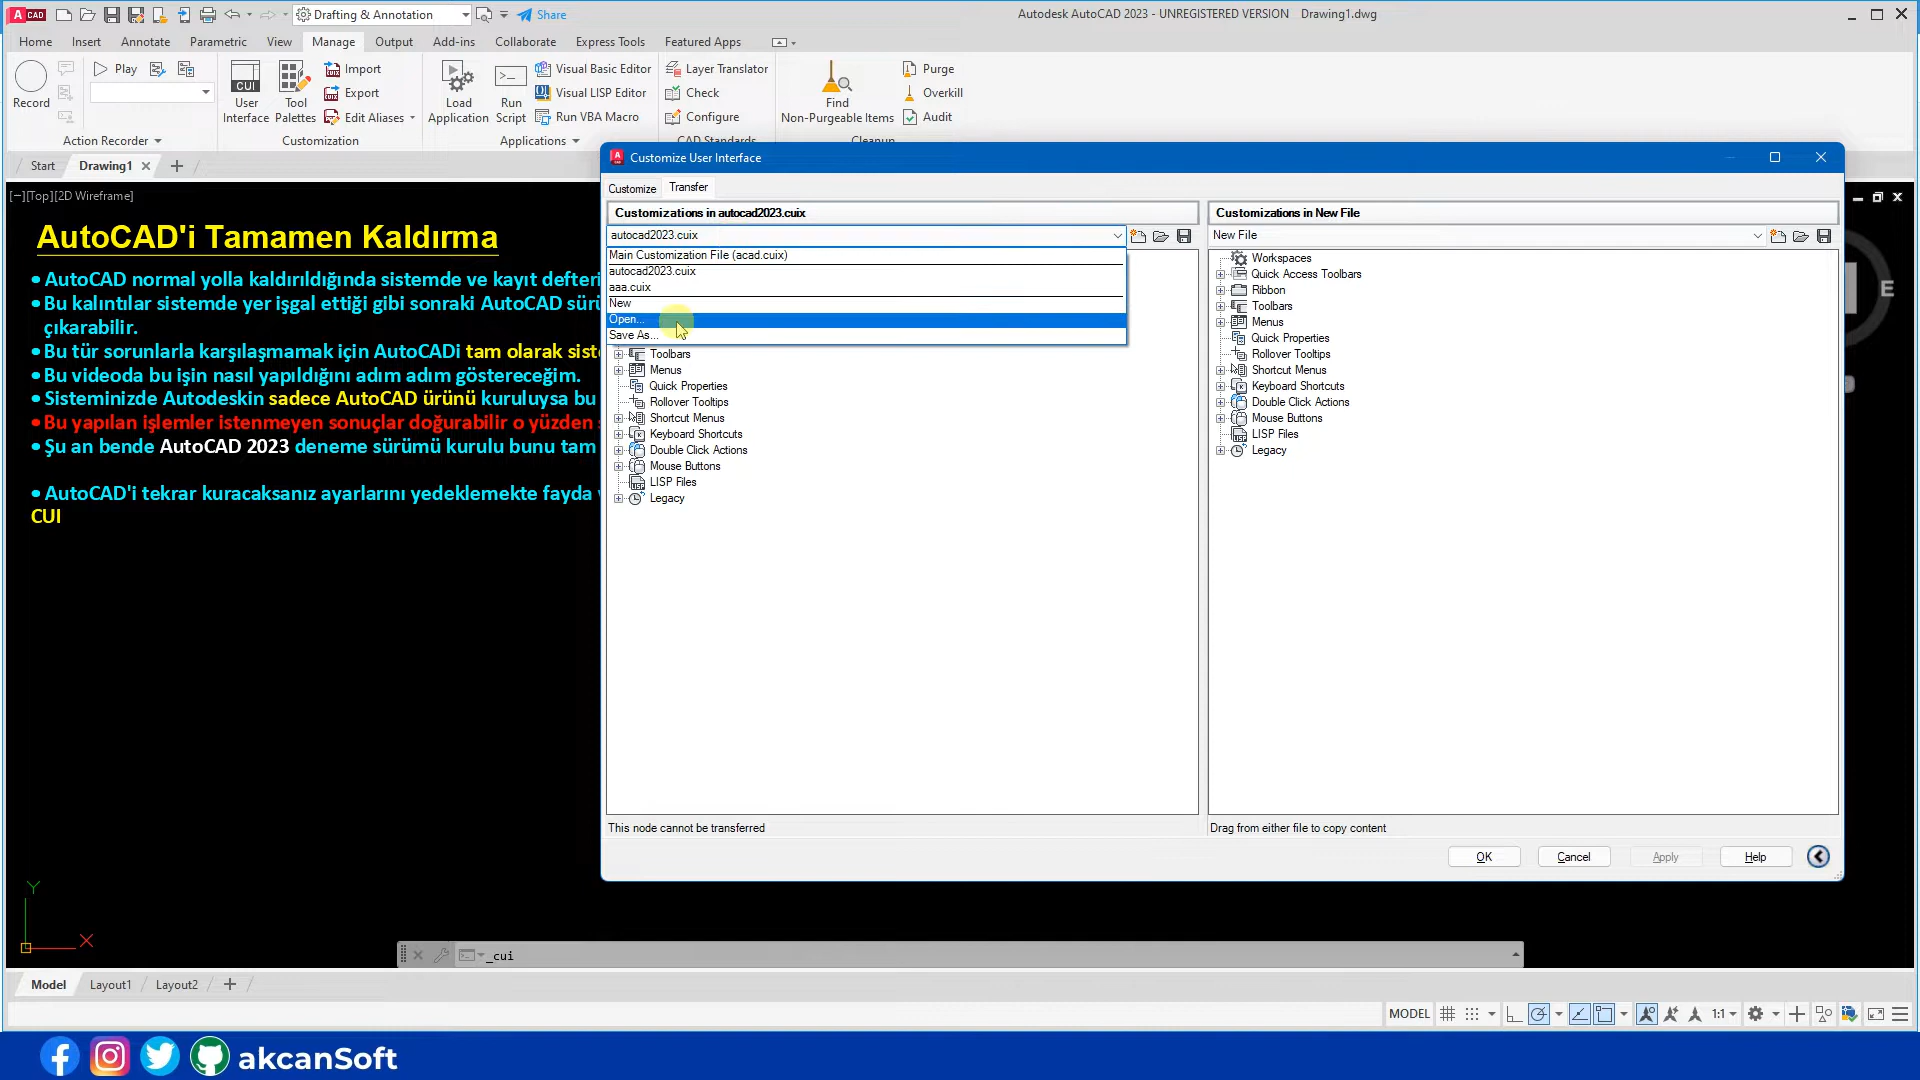 A CAD
Drafting & Annotation
Share
Autodesk AutoCAD 2023 - UNREGISTERED VERSION Drawing1.dwg
Home Insert Annotate Parametric View Manage Output Add-ins Collaborate Express Tools Featured Apps
Record
Play
CUI
User
Interface
Tool
Palettes
Import
Export
Edit Aliases
Load
Application
Run
Script
Visual Basic Editor
Visual LISP Editor
Run VBA Macro
Layer Translator
Check
Configure
Find
Non-Purgeable Items
Purge
Overkill
Audit
Action Recorder
Customization
Applications
CAD Standards
Cleanup
Start Drawing1
[−][Top][2D Wireframe]
AutoCAD'i Tamamen Kaldırma
• AutoCAD normal yolla kaldırıldığında sistemde ve kayıt defteri
• Bu kalıntılar sistemde yer işgal ettiği gibi sonraki AutoCAD sürü
çıkarabilir.
• Bu tür sorunlarla karşılaşmamak için AutoCADi tam olarak siste
• Bu videoda bu işin nasıl yapıldığını adım adım göstereceğim.
• Sisteminizde Autodeskin sadece AutoCAD ürünü kuruluysa bu
• Bu yapılan işlemler istenmeyen sonuçlar doğurabilir o yüzden
• Şu an bende AutoCAD 2023 deneme sürümü kurulu bunu tam
• AutoCAD'i tekrar kuracaksanız ayarlarını yedeklemekte fayda
CUI
Customize User Interface
Customize Transfer
Customizations in autocad2023.cuix
autocad2023.cuix
Main Customization File (acad.cuix)
autocad2023.cuix
aaa.cuix
New
Open...
Save As...
Toolbars
Menus
Quick Properties
Rollover Tooltips
Shortcut Menus
Keyboard Shortcuts
Double Click Actions
Mouse Buttons
LISP Files
Legacy
This node cannot be transferred
Customizations in New File
New File
Workspaces
Quick Access Toolbars
Ribbon
Toolbars
Menus
Quick Properties
Rollover Tooltips
Shortcut Menus
Keyboard Shortcuts
Double Click Actions
Mouse Buttons
LISP Files
Legacy
Drag from either file to copy content
OK Cancel Apply Help
E
Y
X
_cui
Model Layout1 Layout2
MODEL 1:1
akcanSoft